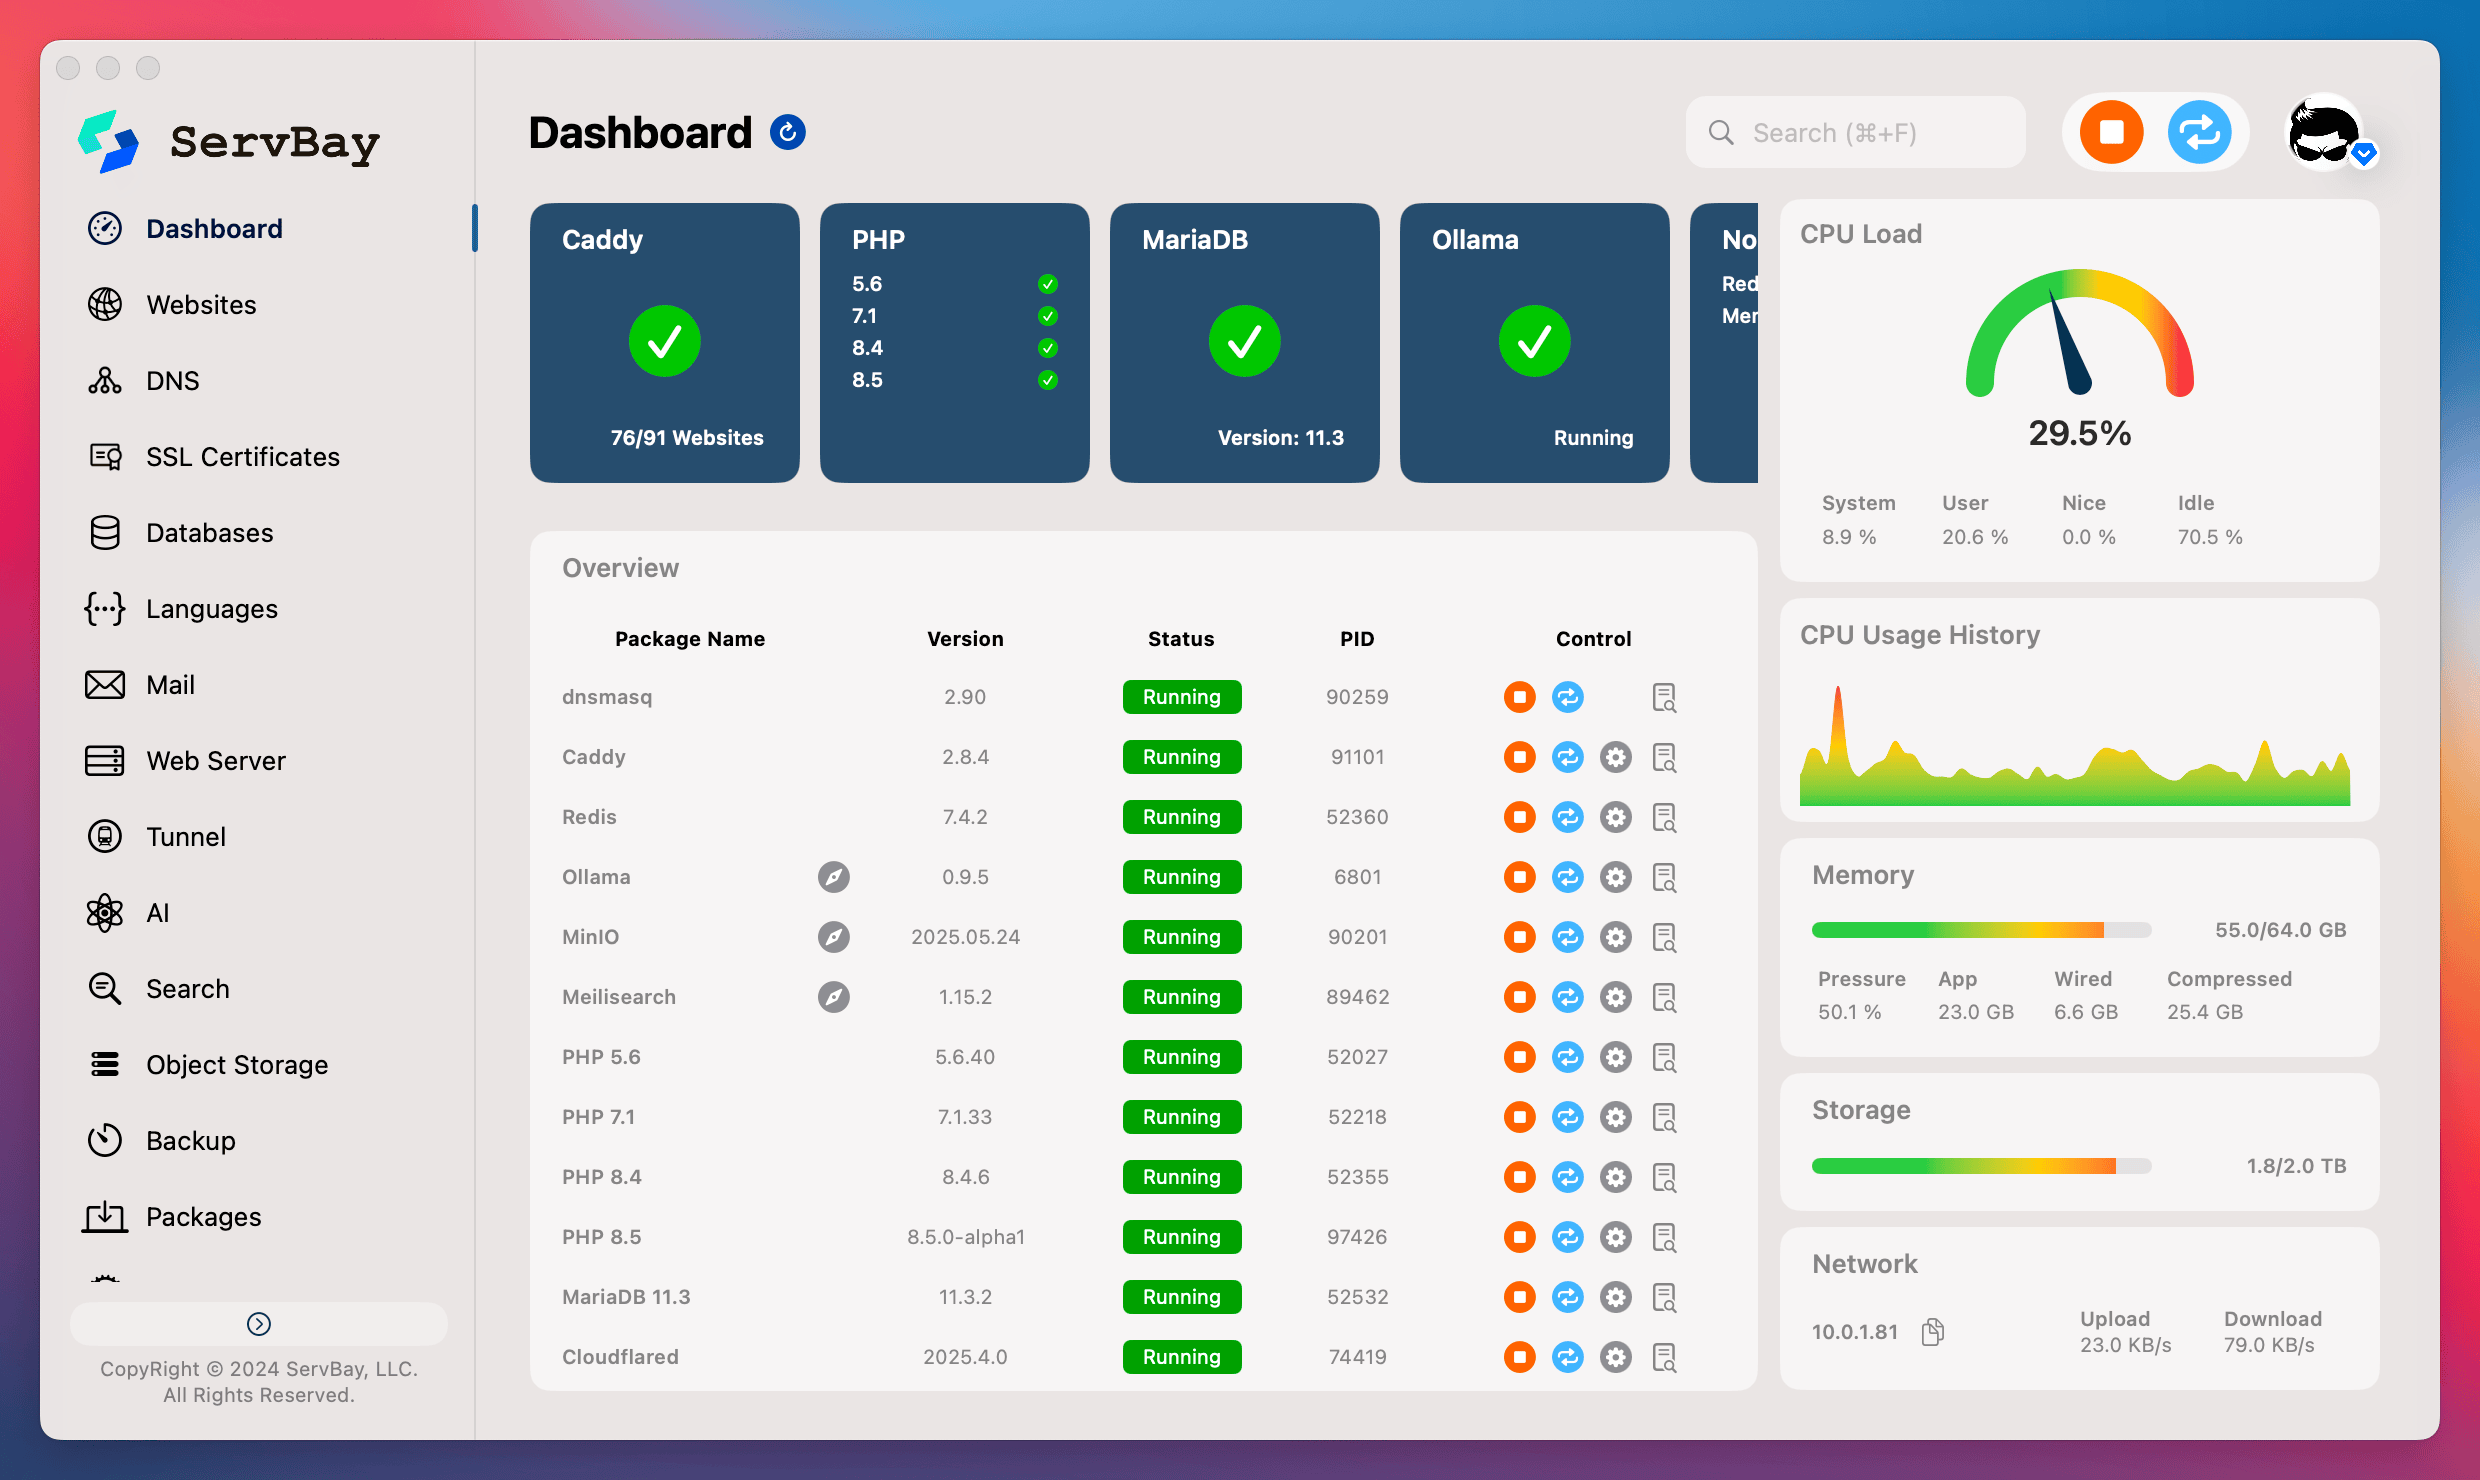 ServBay
Dashboard
Websites
DNS
SSL Certificates
Databases
Languages
Mail
Web Server
Tunnel
AI
Search
Object Storage
Backup
Packages
CopyRight © 2024 ServBay, LLC.
All Rights Reserved.
Dashboard
Search (⌘+F)
Caddy
76/91 Websites
PHP
5.6
7.1
8.4
8.5
MariaDB
Version: 11.3
Ollama
Running
No
Red
Mem
Overview
Package Name Version Status PID Control
dnsmasq 2.90 Running 90259
Caddy 2.8.4 Running 91101
Redis 7.4.2 Running 52360
Ollama 0.9.5 Running 6801
MinIO 2025.05.24 Running 90201
Meilisearch 1.15.2 Running 89462
PHP 5.6 5.6.40 Running 52027
PHP 7.1 7.1.33 Running 52218
PHP 8.4 8.4.6 Running 52355
PHP 8.5 8.5.0-alpha1 Running 97426
MariaDB 11.3 11.3.2 Running 52532
Cloudflared 2025.4.0 Running 74419
CPU Load
29.5%
System User Nice Idle
8.9 % 20.6 % 0.0 % 70.5 %
CPU Usage History
Memory
55.0/64.0 GB
Pressure App Wired Compressed
50.1 % 23.0 GB 6.6 GB 25.4 GB
Storage
1.8/2.0 TB
Network
10.0.1.81
Upload Download
23.0 KB/s 79.0 KB/s